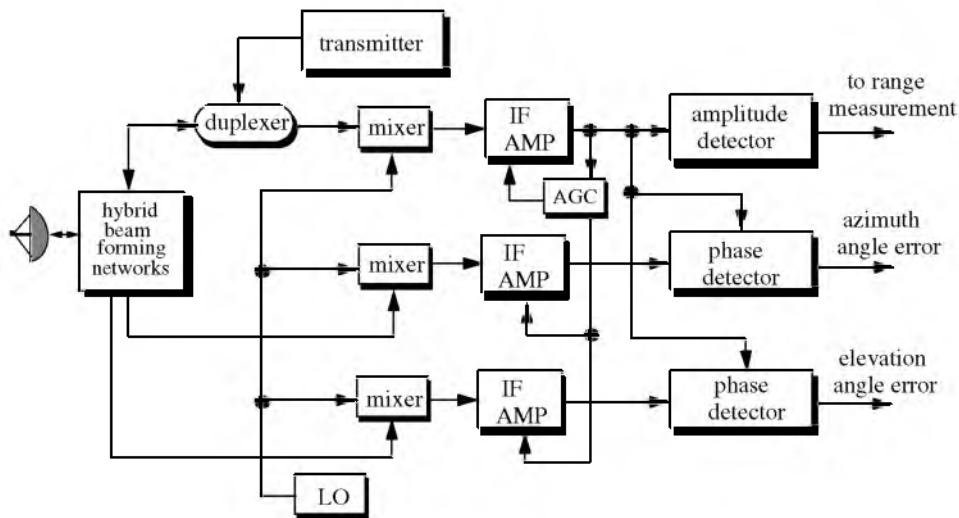 transmitter
duplexer
mixer
IF
AMP
amplitude
detector
to range
measurement
AGC
hybrid
beam
forming
networks
mixer
IF
AMP
phase
detector
azimuth
angle error
mixer
IF
AMP
phase
detector
elevation
angle error
LO